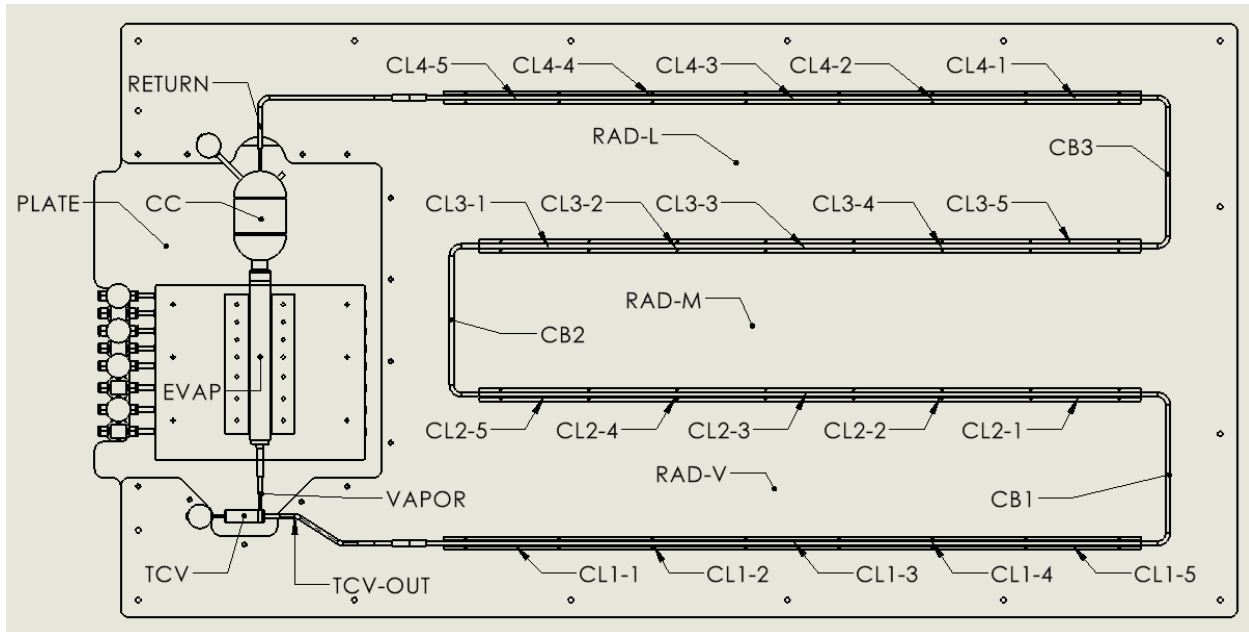 CL4-5
CL4-4
CL4-3
CL4-2
CL4-1
RETURN
RAD-L
CB3
PLATE
CC
CL3-1
CL3-2
CL3-3
CL3-4
CL3-5
RAD-M
CB2
EVAP
CL2-5
CL2-4
CL2-3
CL2-2
CL2-1
RAD-V
VAPOR
CB1
TCV
TCV-OUT
CL1-1
CL1-2
CL1-3
CL1-4
CL1-5